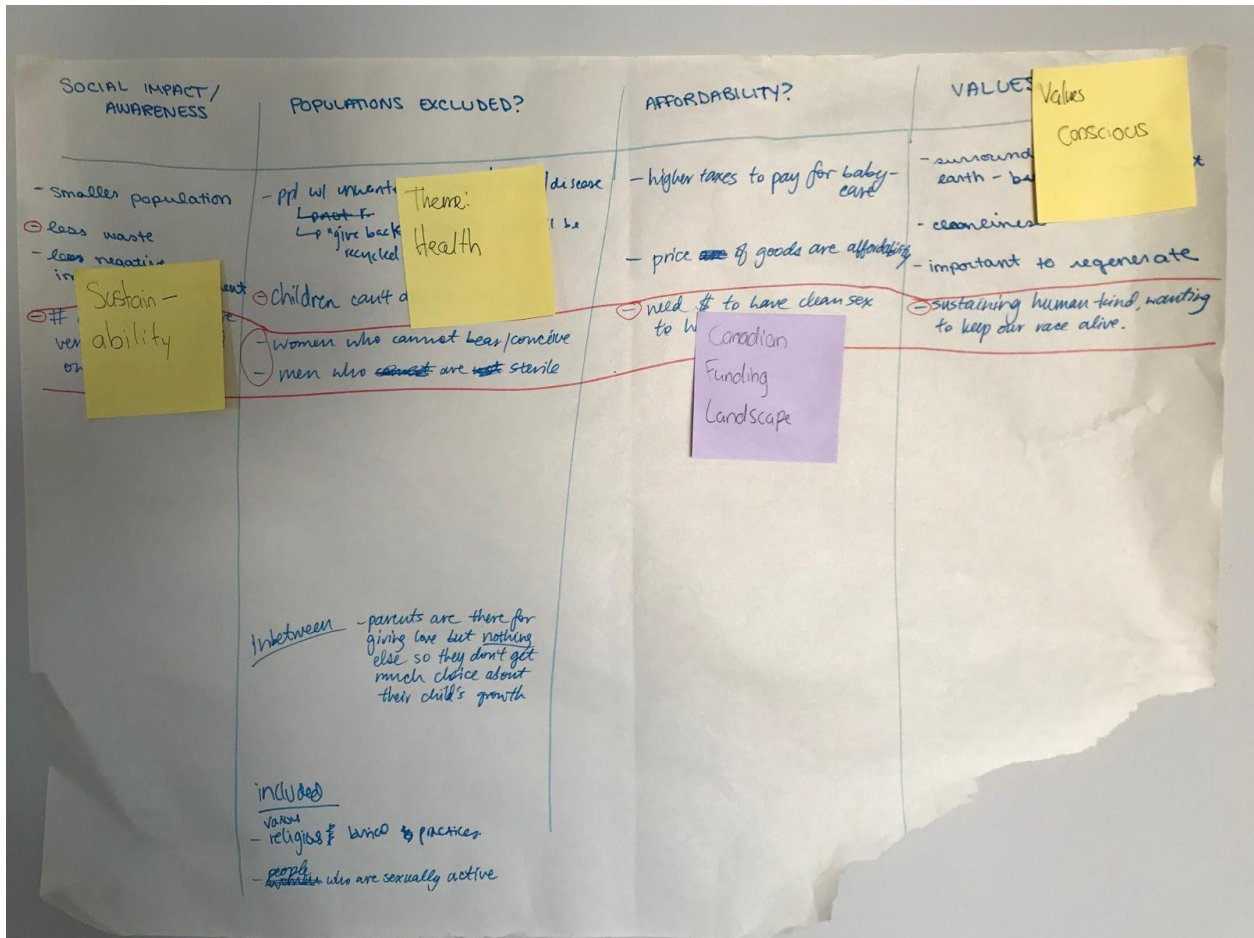 SOCIAL IMPACT/
AWARENESS
- smaller population
- less waste
- less negative
ent
- #
Sustain-
ability
POPULATIONS EXCLUDED?
- ppl w/ unwant disease
"give back be
recycled
- children can't d
Theme:
Health
- women who cannot bear/conceive
- men who are sterile
Inbetween
- parents are there for
giving love but nothing
else so they don't get
much choice about
their child's growth
included
- religios & practices
- people who are sexually active
AFFORDABILITY?
- higher taxes to pay for baby-
care
- price of goods are affordability
- need $ to have clean sex
to h
Canadian
Funding
Landscape
VALUES
- surround
earth - ba
- cleanliness
- important to regenerate
- sustaining human kind, wanting
to keep our race alive.
Values
Conscious